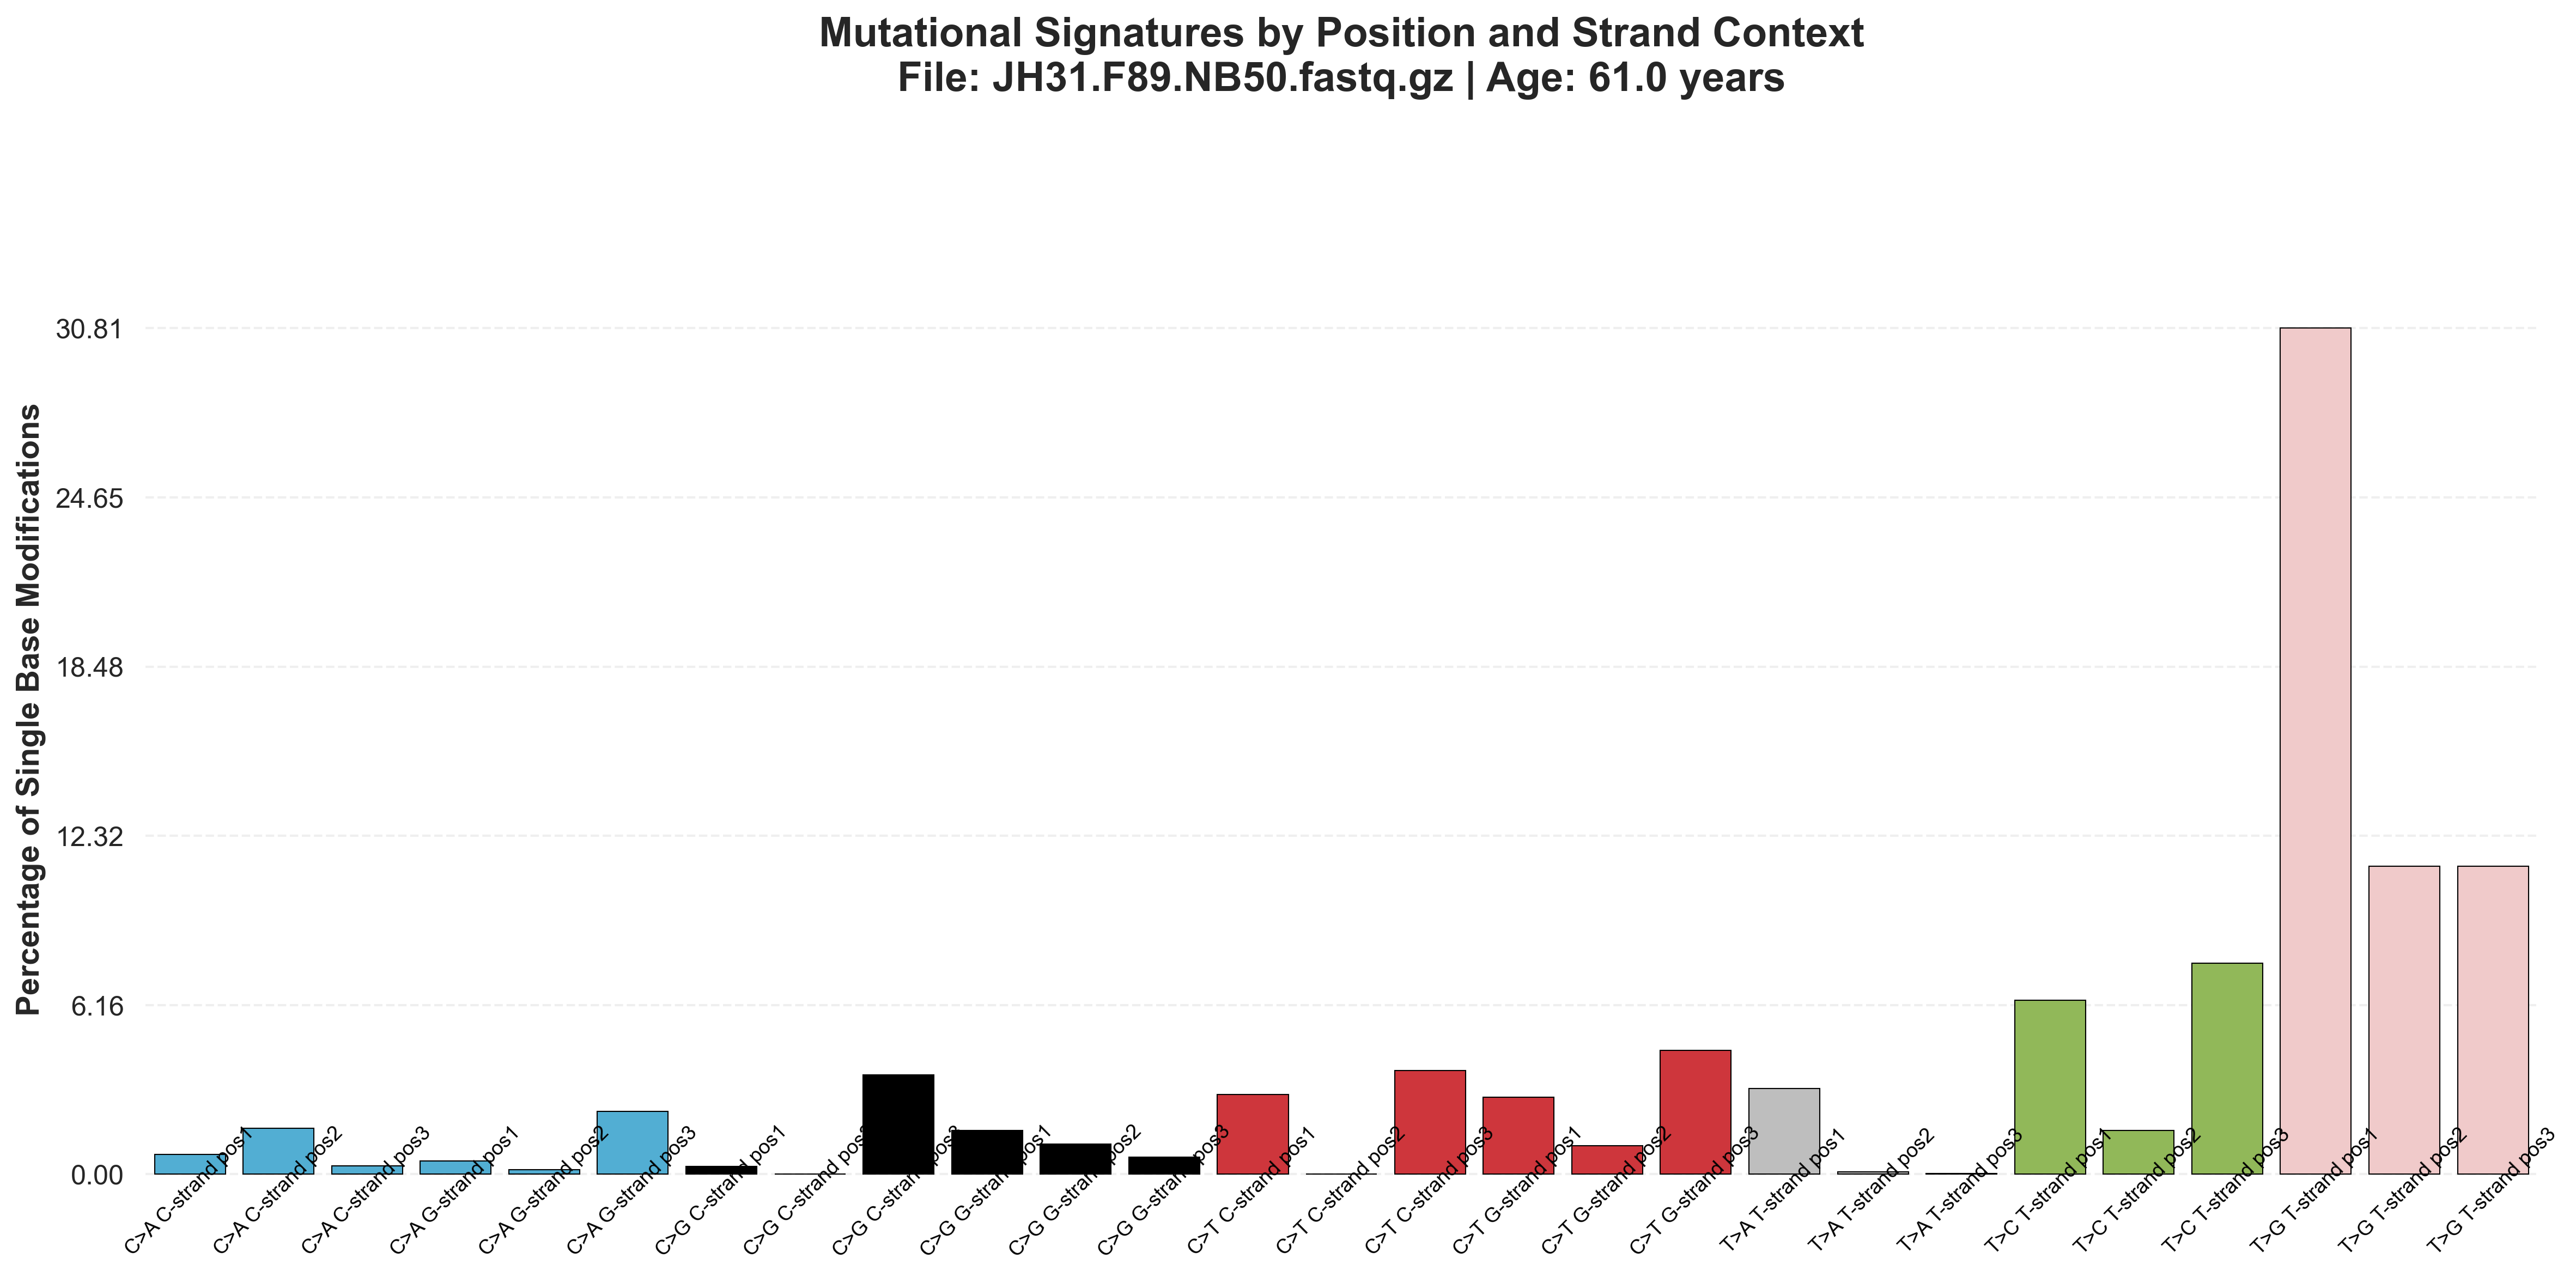 Mutational Signatures by Position and Strand Context
File: JH31.F89.NB50.fastq.gz | Age: 61.0 years
Percentage of Single Base Modifications
30.81
24.65
18.48
12.32
6.16
0.00
C>A C-strand pos1
C>A C-strand pos2
C>A C-strand pos3
C>A G-strand pos1
C>A G-strand pos2
C>A G-strand pos3
C>G C-strand pos1
C>G C-strand pos2
C>G C-strand pos3
C>G G-strand pos1
C>G G-strand pos2
C>G G-strand pos3
C>T C-strand pos1
C>T C-strand pos2
C>T C-strand pos3
C>T G-strand pos1
C>T G-strand pos2
C>T G-strand pos3
T>A T-strand pos1
T>A T-strand pos2
T>A T-strand pos3
T>C T-strand pos1
T>C T-strand pos2
T>C T-strand pos3
T>G T-strand pos1
T>G T-strand pos2
T>G T-strand pos3